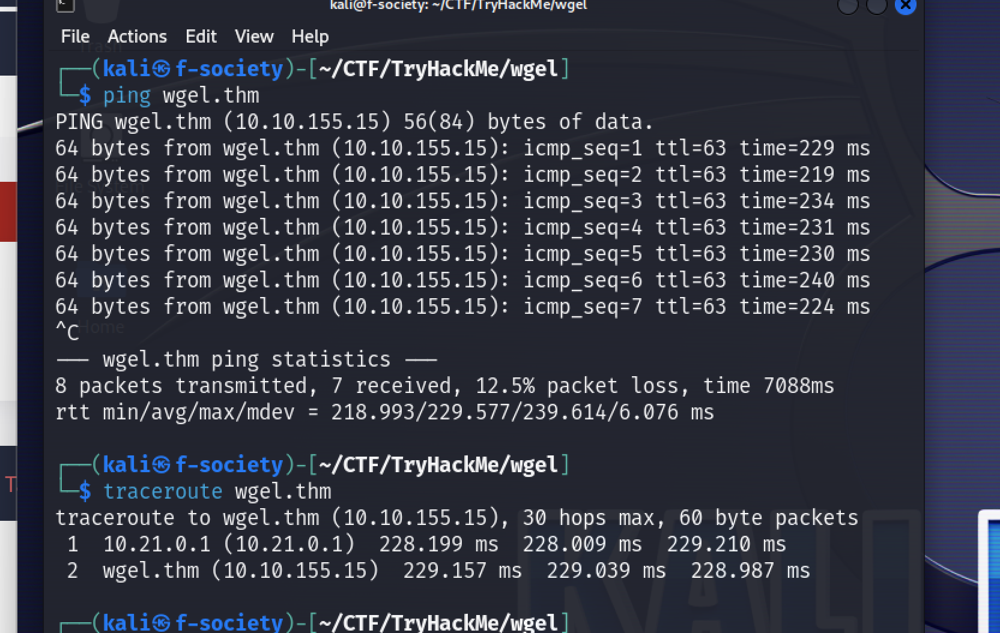 kali@f-society: ~/CTF/TryHackMe/wgel
File Actions Edit View Help
Trash
┌──(kali㉿f-society)-[~/CTF/TryHackMe/wgel]
└─$ ping wgel.thm
PING wgel.thm (10.10.155.15) 56(84) bytes of data.
64 bytes from wgel.thm (10.10.155.15): icmp_seq=1 ttl=63 time=229 ms
64 bytes from wgel.thm (10.10.155.15): icmp_seq=2 ttl=63 time=219 ms
File System
64 bytes from wgel.thm (10.10.155.15): icmp_seq=3 ttl=63 time=234 ms
64 bytes from wgel.thm (10.10.155.15): icmp_seq=4 ttl=63 time=231 ms
64 bytes from wgel.thm (10.10.155.15): icmp_seq=5 ttl=63 time=230 ms
64 bytes from wgel.thm (10.10.155.15): icmp_seq=6 ttl=63 time=240 ms
64 bytes from wgel.thm (10.10.155.15): icmp_seq=7 ttl=63 time=224 ms
^C
Home
--- wgel.thm ping statistics ---
8 packets transmitted, 7 received, 12.5% packet loss, time 7088ms
rtt min/avg/max/mdev = 218.993/229.577/239.614/6.076 ms
┌──(kali㉿f-society)-[~/CTF/TryHackMe/wgel]
└─$ traceroute wgel.thm
T
traceroute to wgel.thm (10.10.155.15), 30 hops max, 60 byte packets
1 10.21.0.1 (10.21.0.1) 228.199 ms 228.009 ms 229.210 ms
2 wgel.thm (10.10.155.15) 229.157 ms 229.039 ms 228.987 ms
KALI
┌──(kali㉿f-society)-[~/CTF/TryHackMe/wgel]